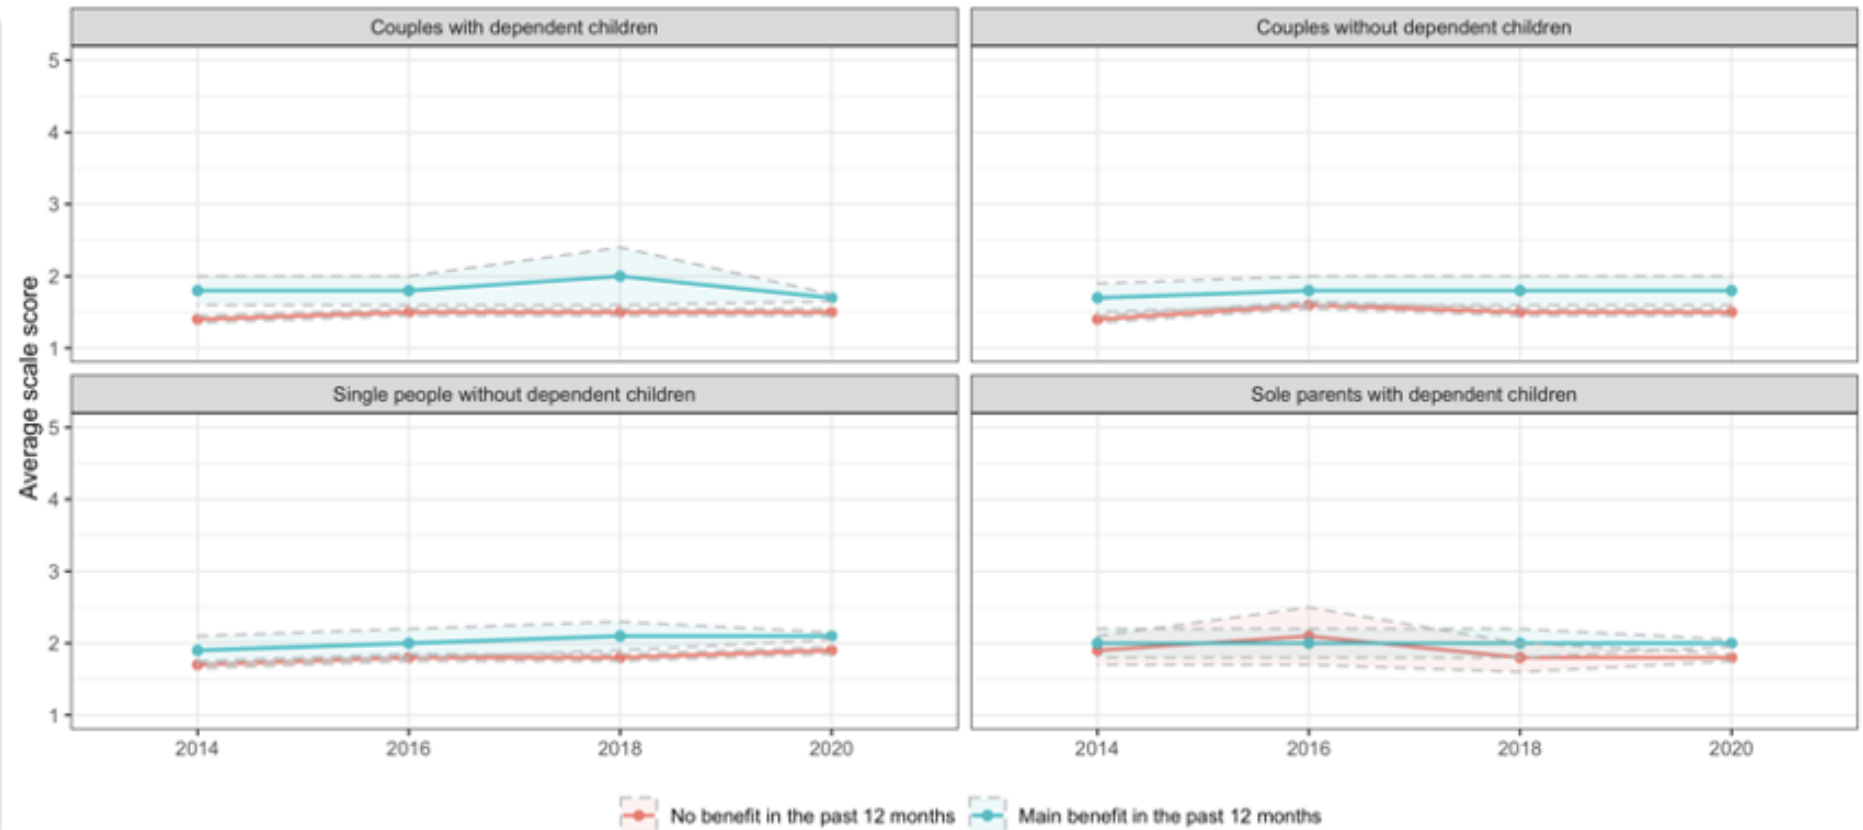 Couples with dependent children
Couples without dependent children
5
4
3
2
1
Average scale score
Single people without dependent children
Sole parents with dependent children
5
4
3
2
1
2014 2016 2018 2020
2014 2016 2018 2020
No benefit in the past 12 months
Main benefit in the past 12 months